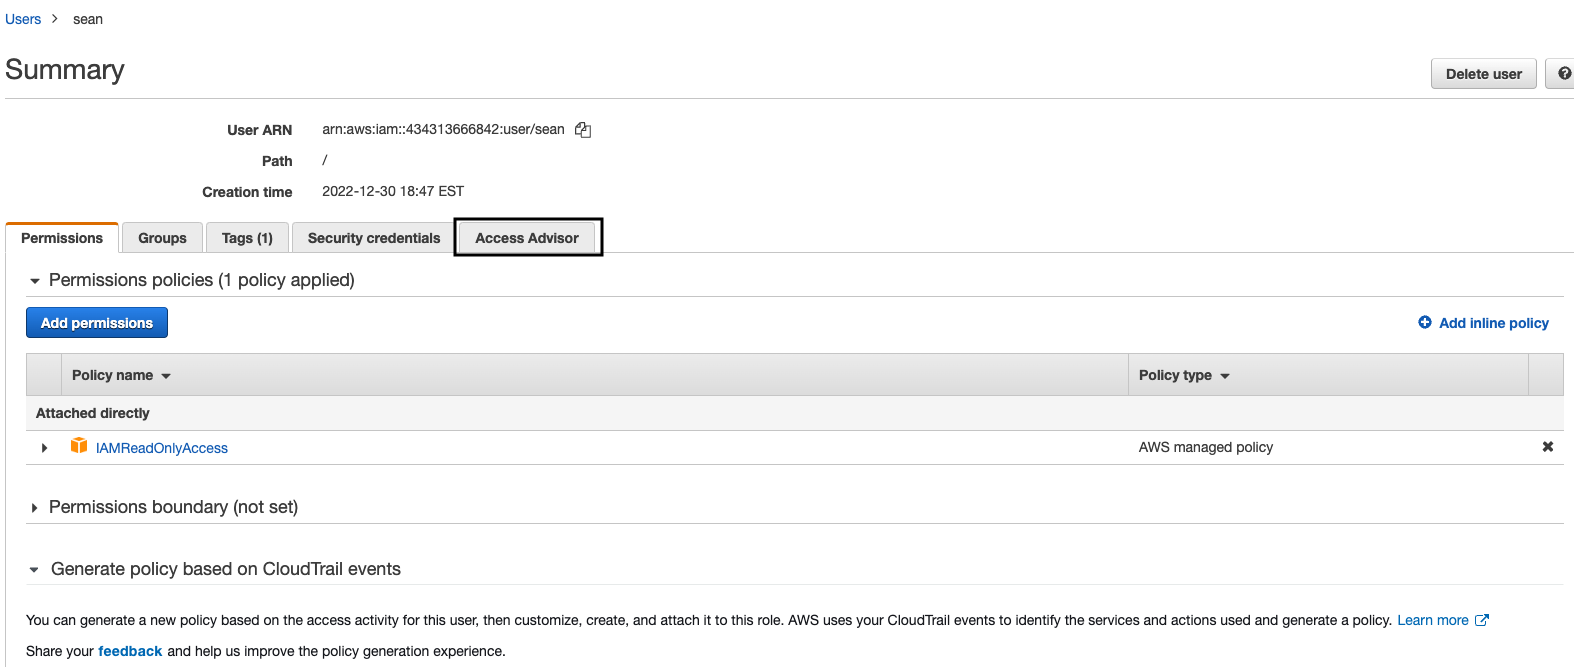 Users > sean
Summary
Delete user ?
User ARN arn:aws:iam::434313666842:user/sean
Path /
Creation time 2022-12-30 18:47 EST
Permissions Groups Tags (1) Security credentials Access Advisor
Permissions policies (1 policy applied)
Add permissions Add inline policy
Policy name Policy type
Attached directly
IAMReadOnlyAccess AWS managed policy
Permissions boundary (not set)
Generate policy based on CloudTrail events
You can generate a new policy based on the access activity for this user, then customize, create, and attach it to this role. AWS uses your CloudTrail events to identify the services and actions used and generate a policy. Learn more
Share your feedback and help us improve the policy generation experience.